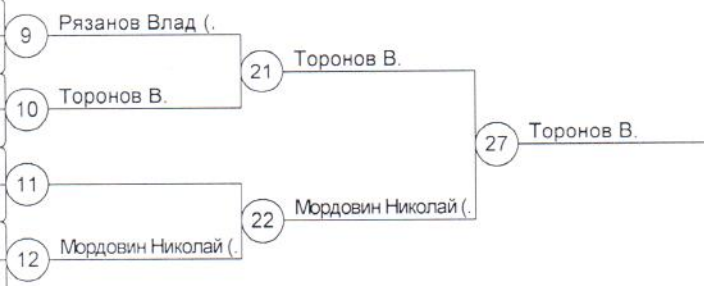 9 Рязанов Влад (.
21 Торонов В.
10 Торонов В.
27 Торонов В.
11
22 Мордовин Николай (.
12 Мордовин Николай (.